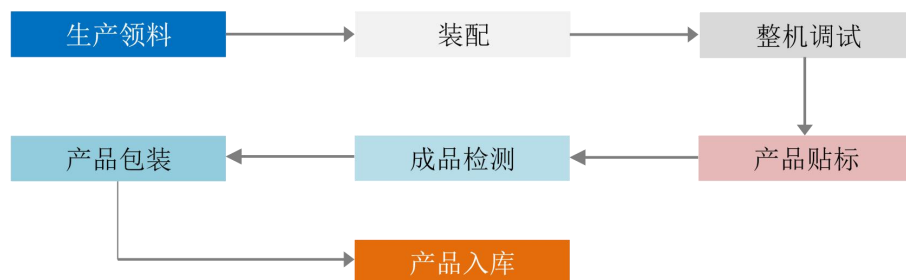 生产领料
装配
整机调试
产品贴标
成品检测
产品包装
产品入库